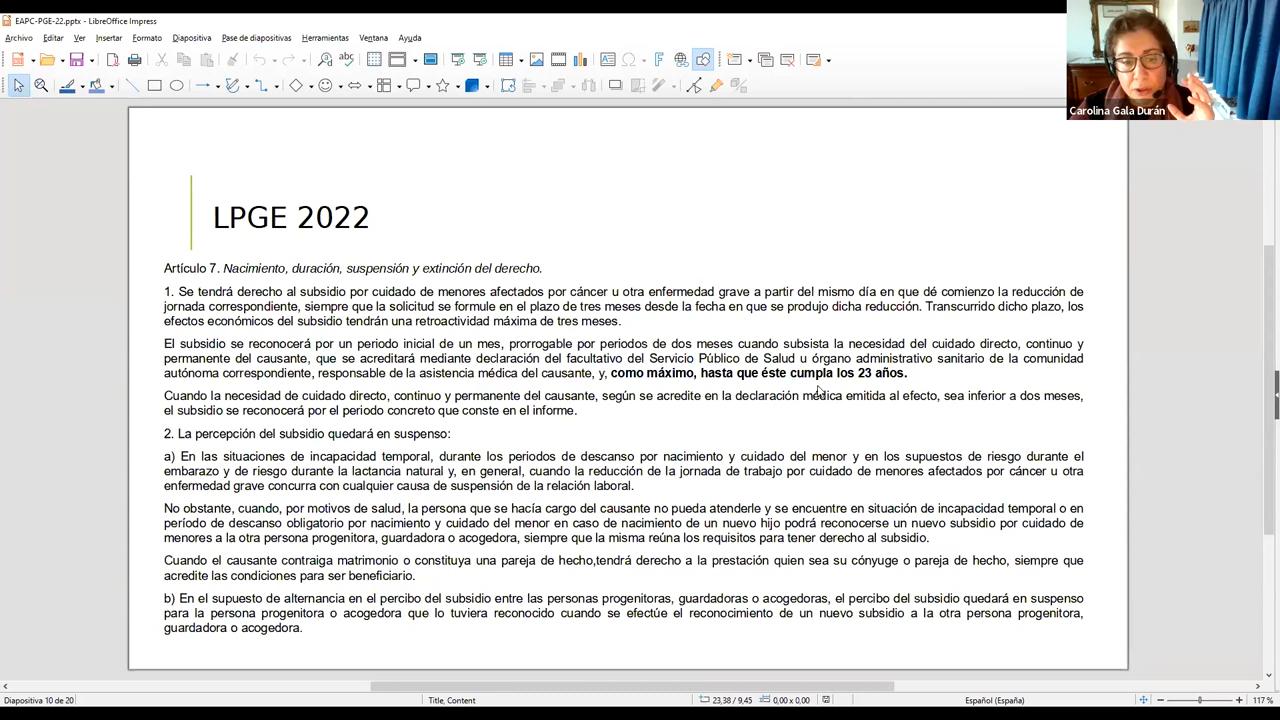 EAPC-PGE-22.pptx - LibreOffice Impress
Archivo Editar Ver Insertar Formato Diapositiva Pase de diapositivas Herramientas Ventana Ayuda
Carolina Gala Durán
LPGE 2022
Artículo 7. Nacimiento, duración, suspensión y extinción del derecho.
1. Se tendrá derecho al subsidio por cuidado de menores afectados por cáncer u otra enfermedad grave a partir del mismo día en que dé comienzo la reducción de
jornada correspondiente, siempre que la solicitud se formule en el plazo de tres meses desde la fecha en que se produjo dicha reducción. Transcurrido dicho plazo, los
efectos económicos del subsidio tendrán una retroactividad máxima de tres meses.
El subsidio se reconocerá por un periodo inicial de un mes, prorrogable por periodos de dos meses cuando subsista la necesidad del cuidado directo, continuo y
permanente del causante, que se acreditará mediante declaración del facultativo del Servicio Público de Salud u órgano administrativo sanitario de la comunidad
autónoma correspondiente, responsable de la asistencia médica del causante, y, como máximo, hasta que éste cumpla los 23 años.
Cuando la necesidad de cuidado directo, continuo y permanente del causante, según se acredite en la declaración médica emitida al efecto, sea inferior a dos meses,
el subsidio se reconocerá por el periodo concreto que conste en el informe.
2. La percepción del subsidio quedará en suspenso:
a) En las situaciones de incapacidad temporal, durante los periodos de descanso por nacimiento y cuidado del menor y en los supuestos de riesgo durante el
embarazo y de riesgo durante la lactancia natural y, en general, cuando la reducción de la jornada de trabajo por cuidado de menores afectados por cáncer u otra
enfermedad grave concurra con cualquier causa de suspensión de la relación laboral.
No obstante, cuando, por motivos de salud, la persona que se hacía cargo del causante no pueda atenderle y se encuentre en situación de incapacidad temporal o en
período de descanso obligatorio por nacimiento y cuidado del menor en caso de nacimiento de un nuevo hijo podrá reconocerse un nuevo subsidio por cuidado de
menores a la otra persona progenitora, guardadora o acogedora, siempre que la misma reúna los requisitos para tener derecho al subsidio.
Cuando el causante contraiga matrimonio o constituya una pareja de hecho,tendrá derecho a la prestación quien sea su cónyuge o pareja de hecho, siempre que
acredite las condiciones para ser beneficiario.
b) En el supuesto de alternancia en el percibo del subsidio entre las personas progenitoras, guardadoras o acogedoras, el percibo del subsidio quedará en suspenso
para la persona progenitora o acogedora que lo tuviera reconocido cuando se efectúe el reconocimiento de un nuevo subsidio a la otra persona progenitora,
guardadora o acogedora.
Diapositiva 10 de 20 Title, Content 23,38 / 9,45 0,00 x 0,00 Español (España) 117 %